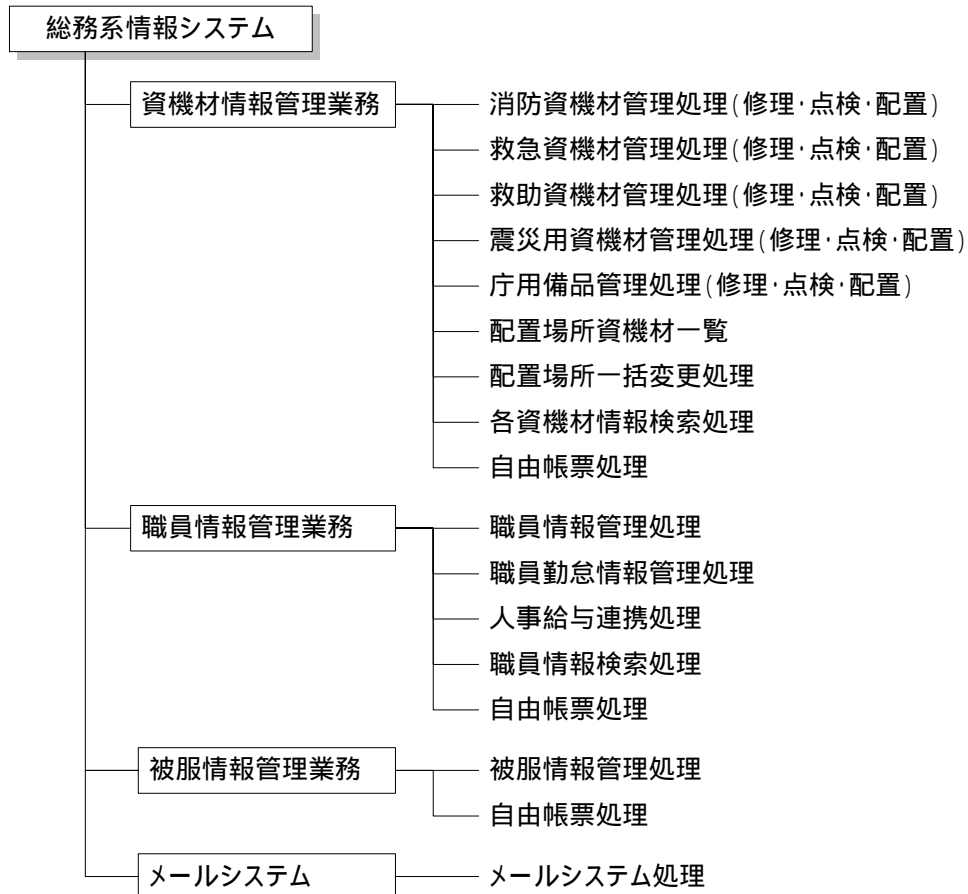 総務系情報システム
資機材情報管理業務
消防資機材管理処理(修理・点検・配置)
救急資機材管理処理(修理・点検・配置)
救助資機材管理処理(修理・点検・配置)
震災用資機材管理処理(修理・点検・配置)
庁用備品管理処理(修理・点検・配置)
配置場所資機材一覧
配置場所一括変更処理
各資機材情報検索処理
自由帳票処理
職員情報管理業務
職員情報管理処理
職員勤怠情報管理処理
人事給与連携処理
職員情報検索処理
自由帳票処理
被服情報管理業務
被服情報管理処理
自由帳票処理
メールシステム
メールシステム処理